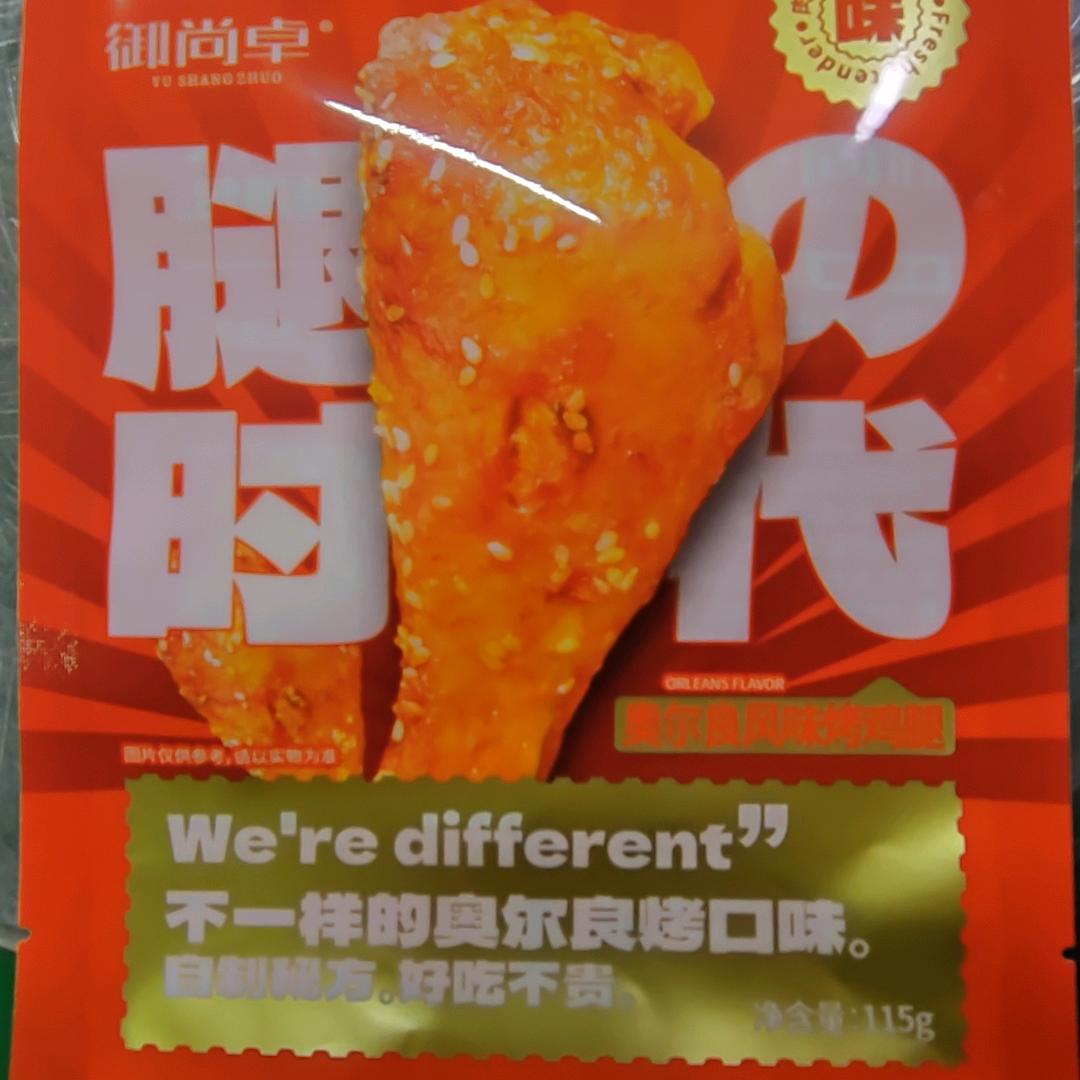 御尚卓
YU SHANG ZHUO
味
Fresh
tender
腿の
时代
ORLEANS FLAVOR
奥尔良风味烤鸡腿
图片仅供参考,请以实物为准
We're different”
不一样的奥尔良烤口味。
自制秘方。好吃不贵。
净含量:115g